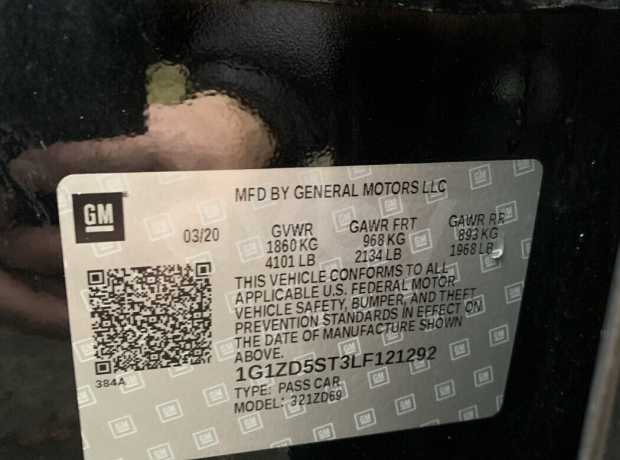 GM
MFD BY GENERAL MOTORS LLC
03/20 GVWR GAWR FRT GAWR RR
1860 KG 968 KG 893 KG
4101 LB 2134 LB 1968 LB
THIS VEHICLE CONFORMS TO ALL
APPLICABLE U.S. FEDERAL MOTOR
VEHICLE SAFETY, BUMPER, AND THEFT
PREVENTION STANDARDS IN EFFECT ON
THE DATE OF MANUFACTURE SHOWN
ABOVE.
384A
1G1ZD5ST3LF121292
TYPE: PASS CAR
MODEL: 321ZD69